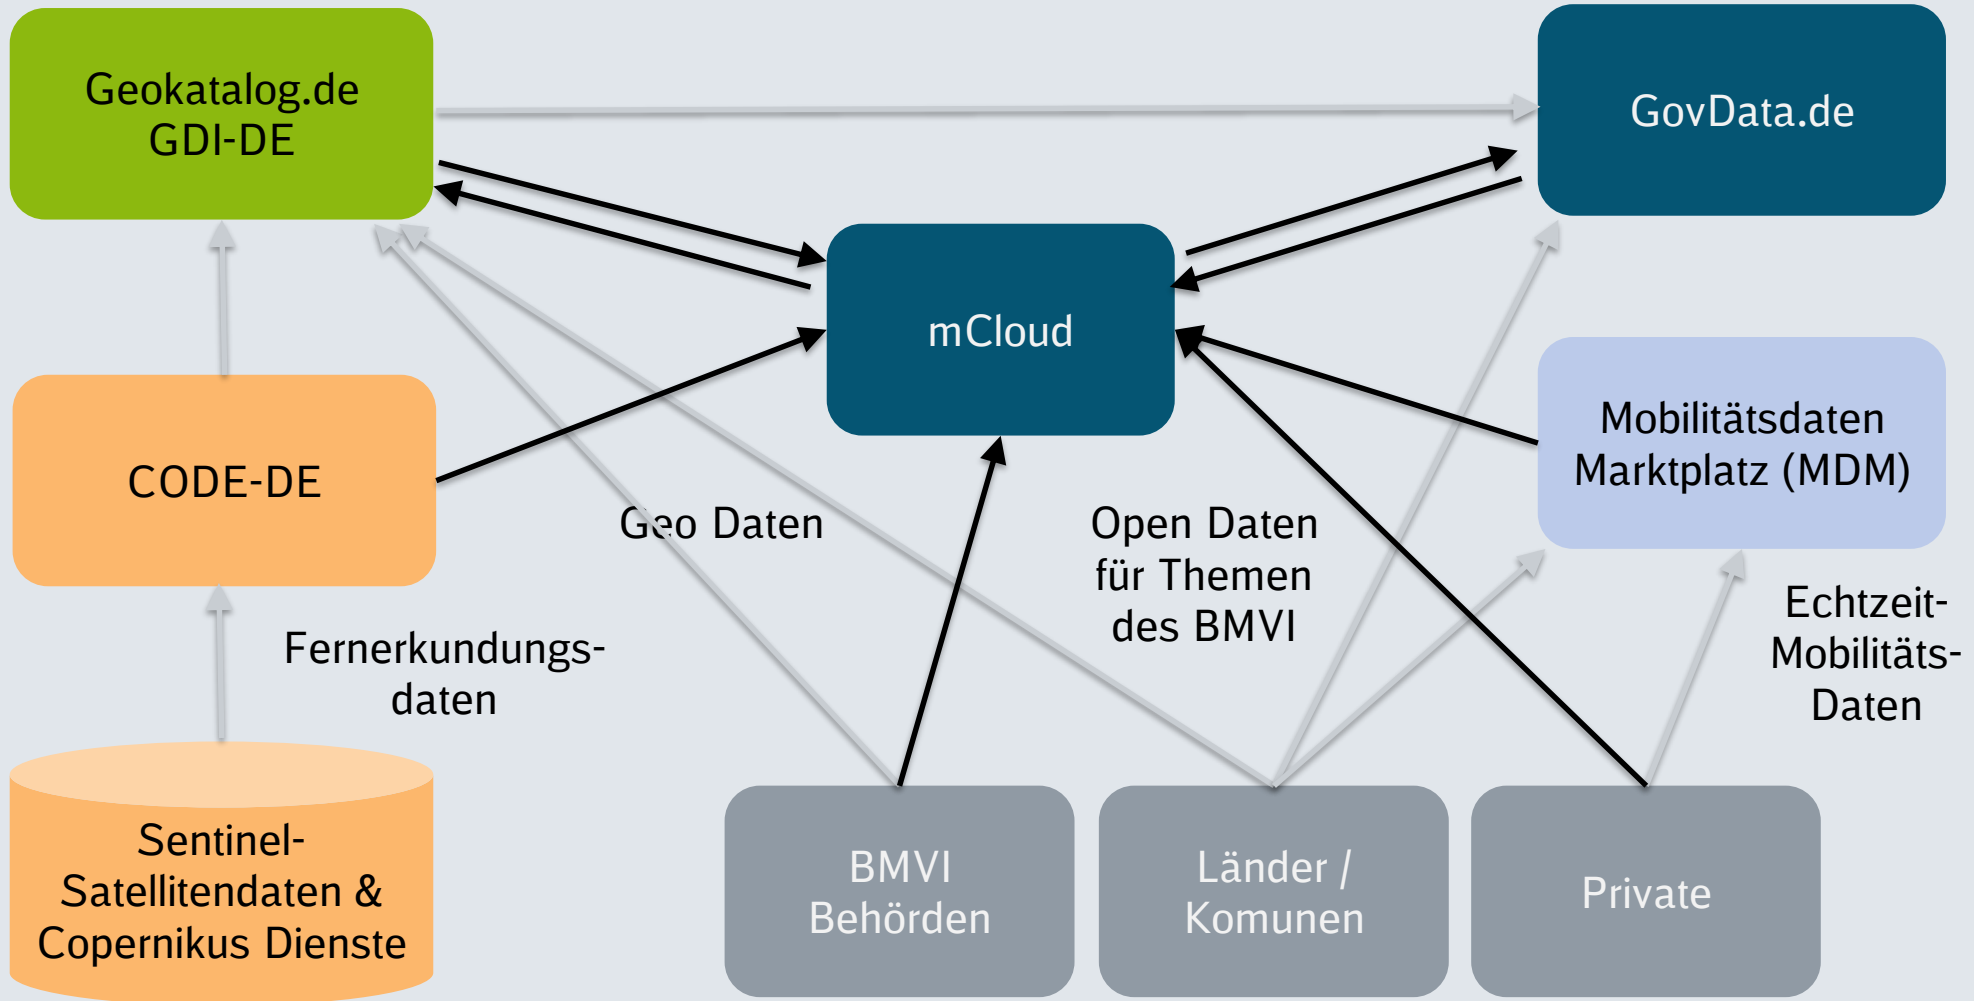 Geokatalog.de
GDI-DE
GovData.de
mCloud
CODE-DE
Mobilitätsdaten
Marktplatz (MDM)
Geo Daten
Open Daten
für Themen
des BMVI
Fernerkundungs-
daten
Echtzeit-
Mobilitäts-
Daten
Sentinel-
Satellitendaten &
Copernikus Dienste
BMVI
Behörden
Länder /
Komunen
Private